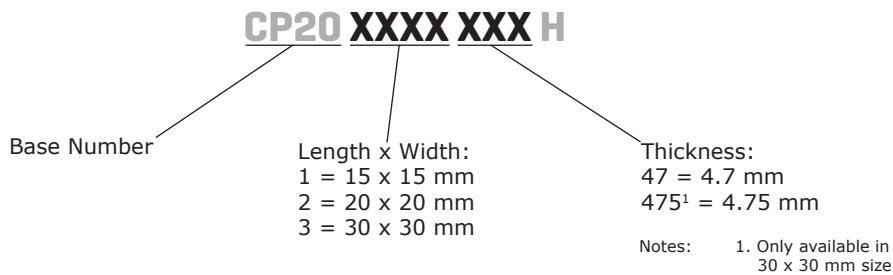 CP20 XXXX XXX H
Base Number
Length x Width:
1 = 15 x 15 mm
2 = 20 x 20 mm
3 = 30 x 30 mm
Thickness:
47 = 4.7 mm
475¹ = 4.75 mm
Notes: 1. Only available in
30 x 30 mm size